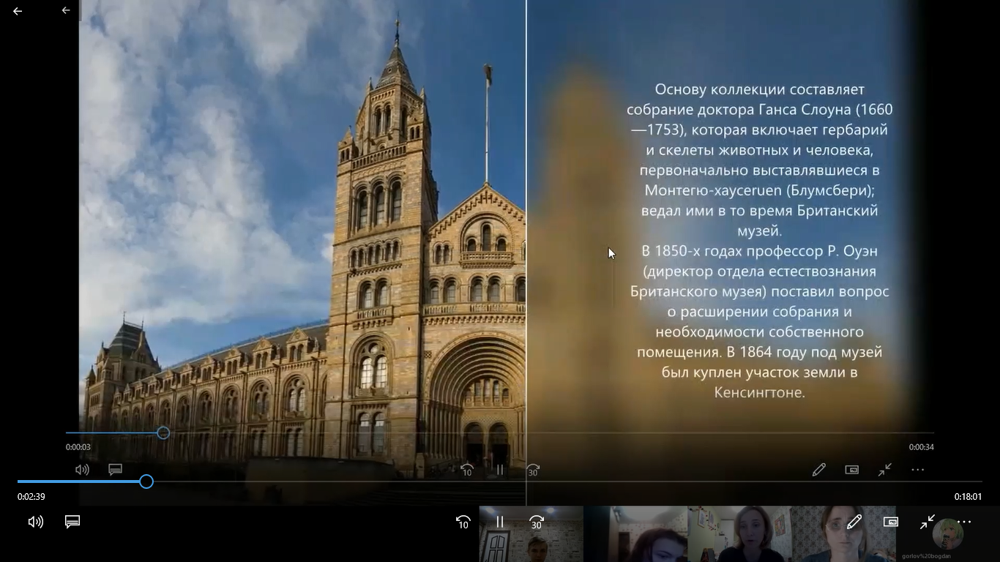 Основу коллекции составляет
собрание доктора Ганса Слоуна (1660
—1753), которая включает гербарий
и скелеты животных и человека,
первоначально выставлявшиеся в
Монтегю-хаусеruen (Блумсбери);
ведал ими в то время Британский
музей.
В 1850-х годах профессор Р. Оуэн
(директор отдела естествознания
Британского музея) поставил вопрос
о расширении собрания и
необходимости собственного
помещения. В 1864 году под музей
был куплен участок земли в
Кенсингтоне.
0:00:03
0:00:34
10
30
0:02:39
0:18:01
10
30
gorlov%20bogdan